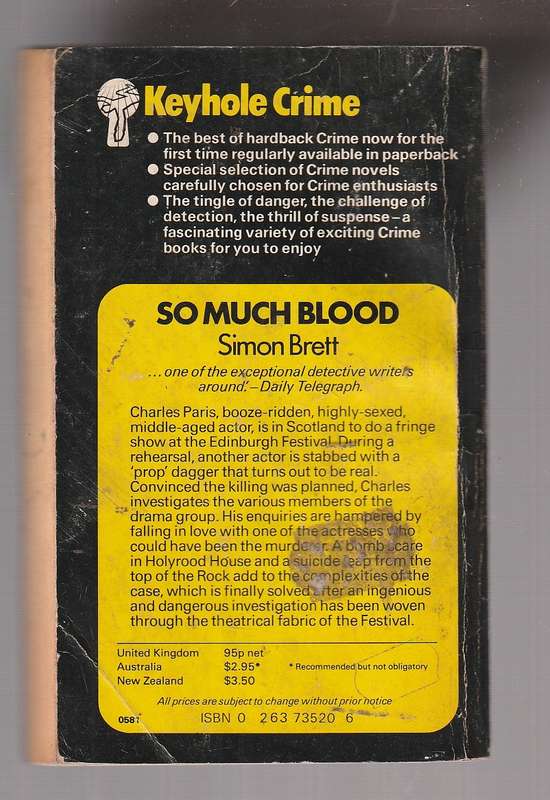 Keyhole Crime
● The best of hardback Crime now for the
first time regularly available in paperback
● Special selection of Crime novels
carefully chosen for Crime enthusiasts
● The tingle of danger, the challenge of
detection, the thrill of suspense – a
fascinating variety of exciting Crime
books for you to enjoy
SO MUCH BLOOD
Simon Brett
...one of the exceptional detective writers
around.' – Daily Telegraph.
Charles Paris, booze-ridden, highly-sexed,
middle-aged actor, is in Scotland to do a fringe
show at the Edinburgh Festival. During a
rehearsal, another actor is stabbed with a
'prop' dagger that turns out to be real.
Convinced the killing was planned, Charles
investigates the various members of the
drama group. His enquiries are hampered by
falling in love with one of the actresses who
could have been the murderer. A bomb scare
in Holyrood House and a suicide leap from the
top of the Rock add to the complexities of the
case, which is finally solved after an ingenious
and dangerous investigation has been woven
through the theatrical fabric of the Festival.
United Kingdom 95p net
Australia $2.95* * Recommended but not obligatory
New Zealand $3.50
All prices are subject to change without prior notice
0581 ISBN 0 263 73520 6